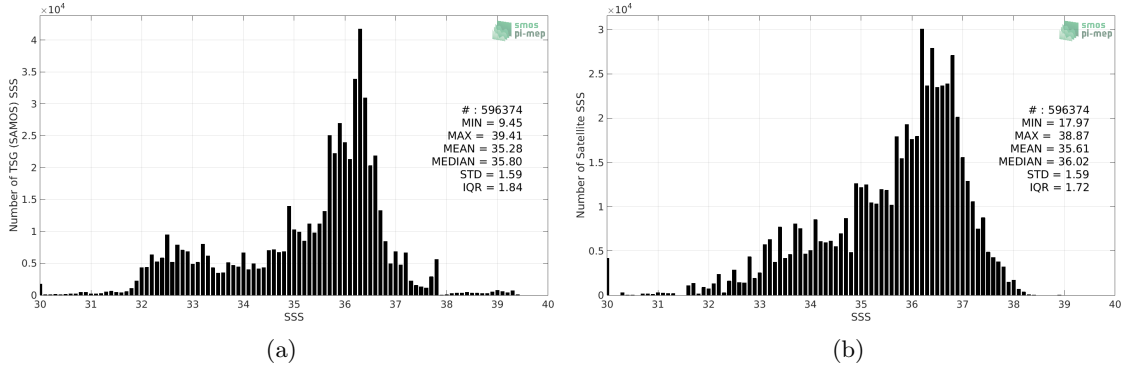 ×10⁴
4
3.5
3
2.5
2
1.5
1
0.5
0
Number of TSG (SAMOS) SSS
30 31 32 33 34 35 36 37 38 39 40
SSS
smos
pi-mep
# : 596374
MIN = 9.45
MAX = 39.41
MEAN = 35.28
MEDIAN = 35.80
STD = 1.59
IQR = 1.84
(a)
×10⁴
3
2.5
2
1.5
1
0.5
0
Number of Satellite SSS
30 31 32 33 34 35 36 37 38 39 40
SSS
smos
pi-mep
# : 596374
MIN = 17.97
MAX = 38.87
MEAN = 35.61
MEDIAN = 36.02
STD = 1.59
IQR = 1.72
(b)